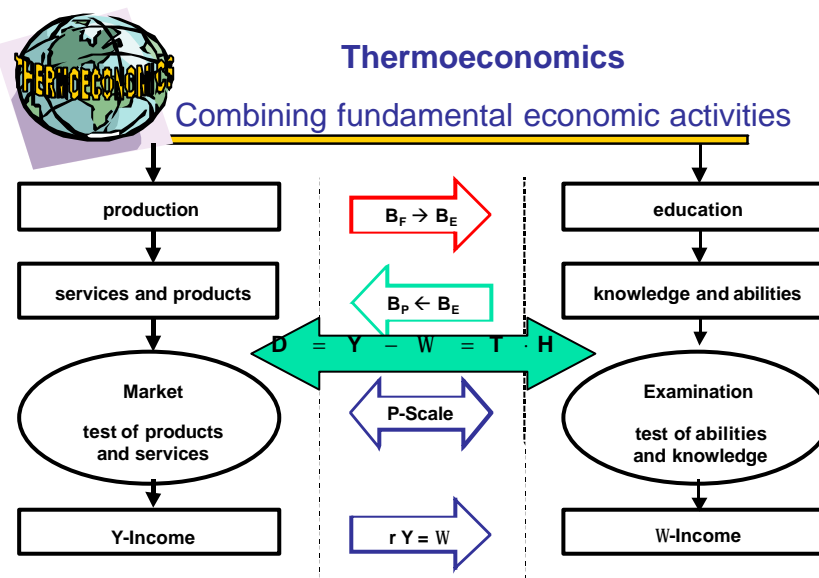 THERMOECONOMICS
Thermoeconomics
Combining fundamental economic activities
production
B_F → B_E
education
services and products
B_P ← B_E
knowledge and abilities
D = Y – W = T · H
Market
test of products
and services
P-Scale
Examination
test of abilities
and knowledge
Y-Income
r Y = W
W-Income